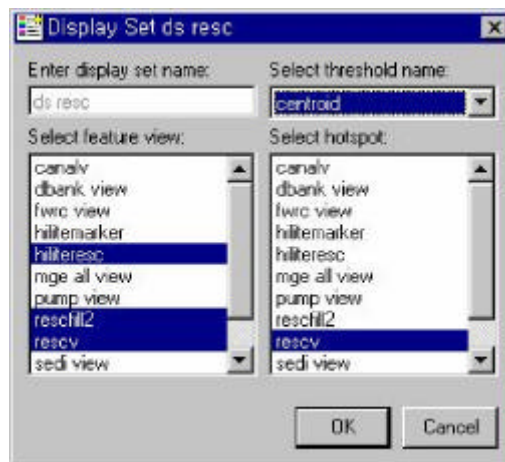 Display Set ds resc
Enter display set name:
ds resc
Select threshold name:
centroid
Select feature view:
canalv
dbank view
fwrc view
hilitemarker
hiliteresc
mge all view
pump view
rescfill2
rescv
sedi view
Select hotspot:
canalv
dbank view
fwrc view
hilitemarker
hiliteresc
mge all view
pump view
rescfill2
rescv
sedi view
OK
Cancel